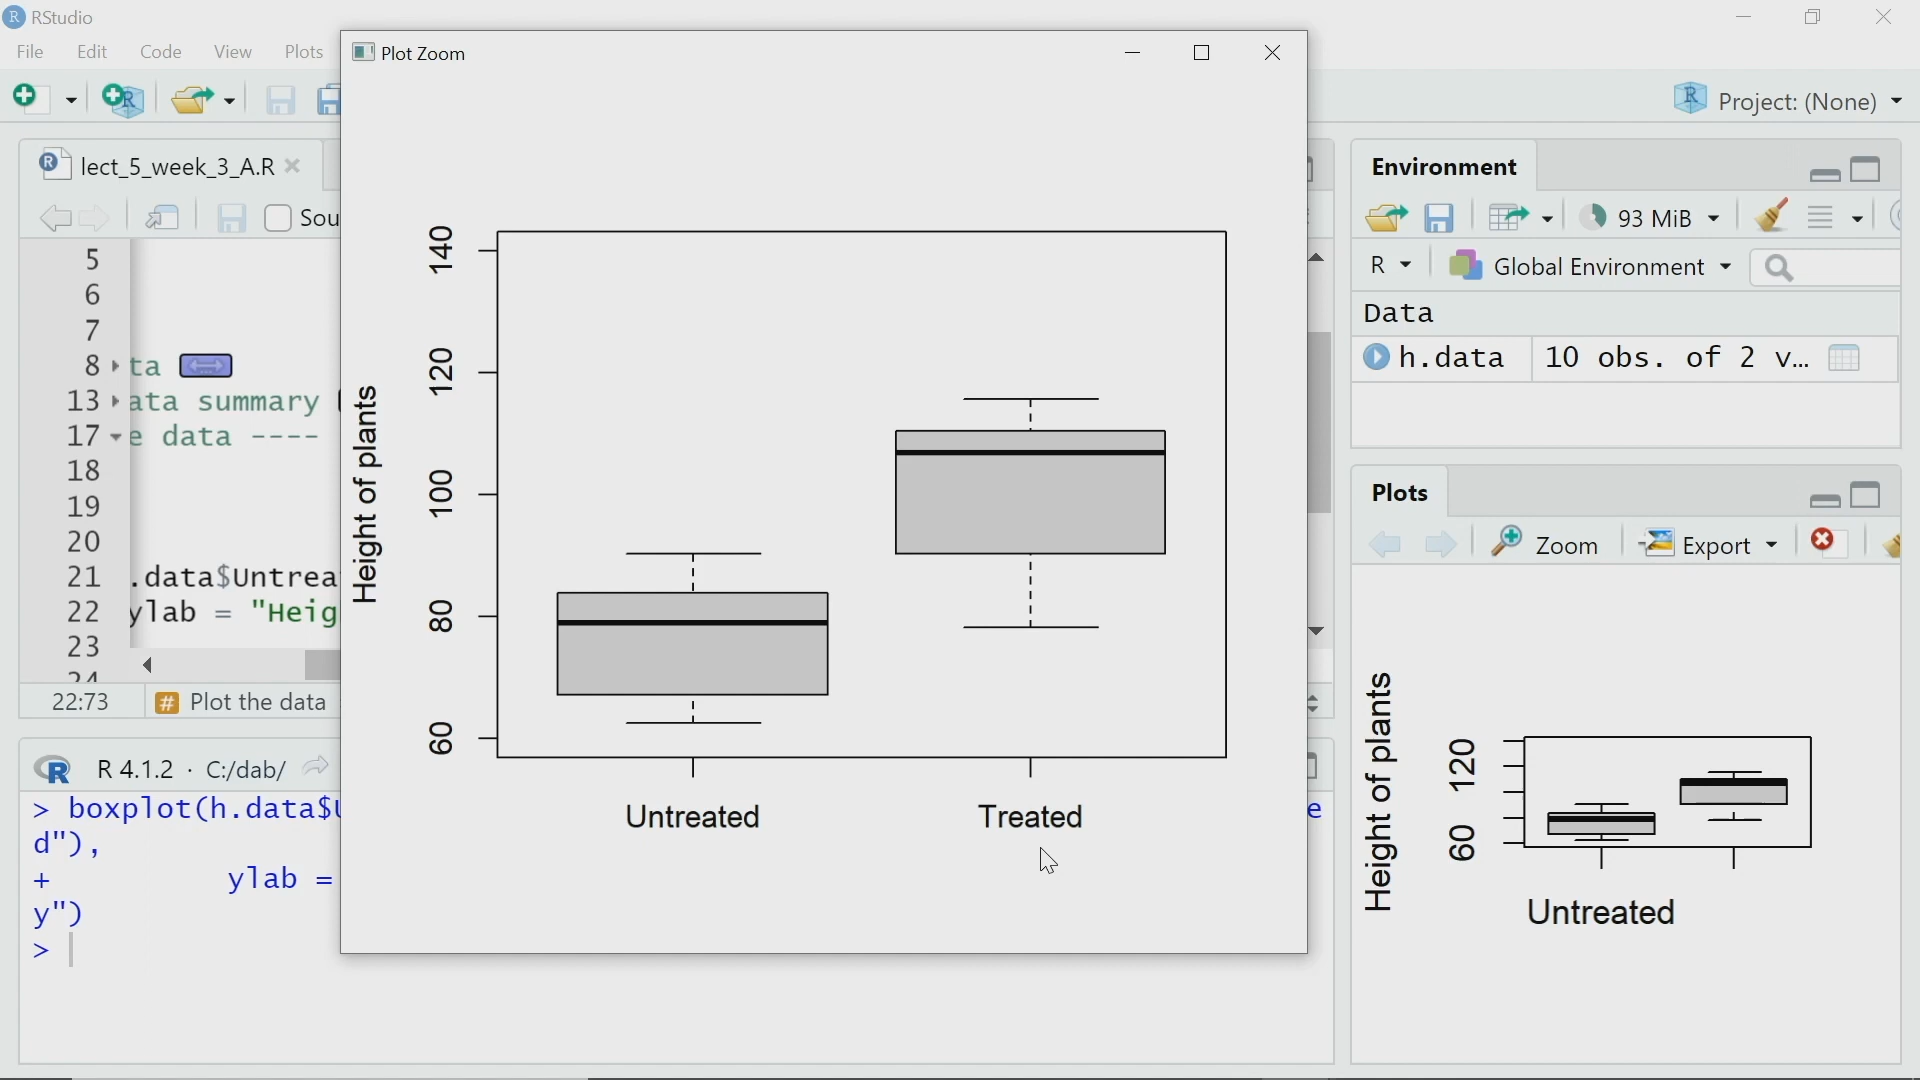 RStudio
File Edit Code View Plots
Plot Zoom
Project: (None)
lect_5_week_3_A.R
Sou
5
6
7
8 ta
13 ata summary
17 e data ----
18
19
20
21 .data$Untrea
22 ylab = "Heig
23
24
22:73 Plot the data
R 4.1.2 · C:/dab/
> boxplot(h.data$U
e
d"),
+ ylab =
y")
>
Height of plants
140
120
100
80
60
Untreated Treated
Environment
93 MiB
R Global Environment
Data
h.data 10 obs. of 2 v...
Plots
Zoom Export
Height of plants
120
60
Untreated